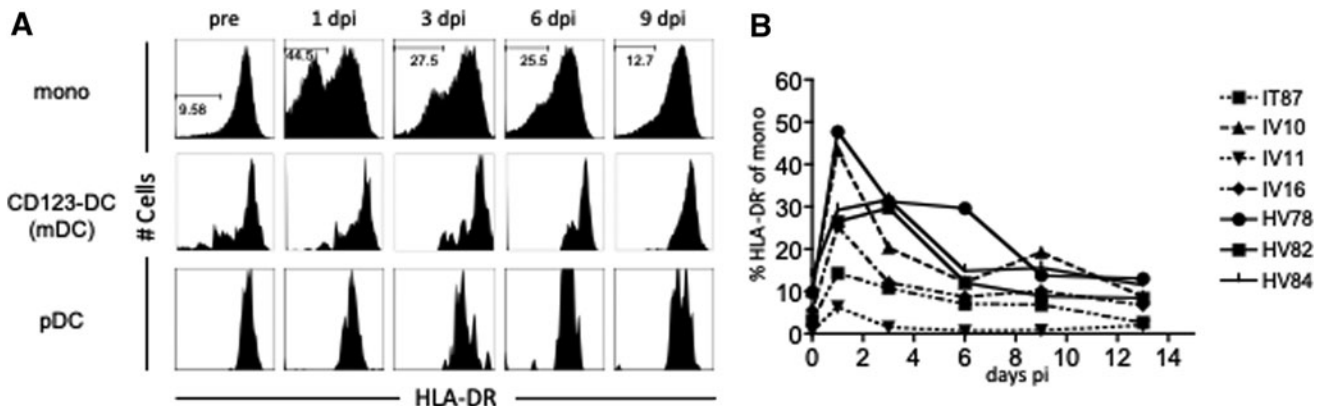 A
pre 1 dpi 3 dpi 6 dpi 9 dpi
mono
9.58
44.5
27.5
25.5
12.7
CD123-DC
(mDC)
# Cells
pDC
HLA-DR
B
% HLA-DR- of mono
60
50
40
30
20
10
0
0 2 4 6 8 10 12 14
days pi
IT87
IV10
IV11
IV16
HV78
HV82
HV84